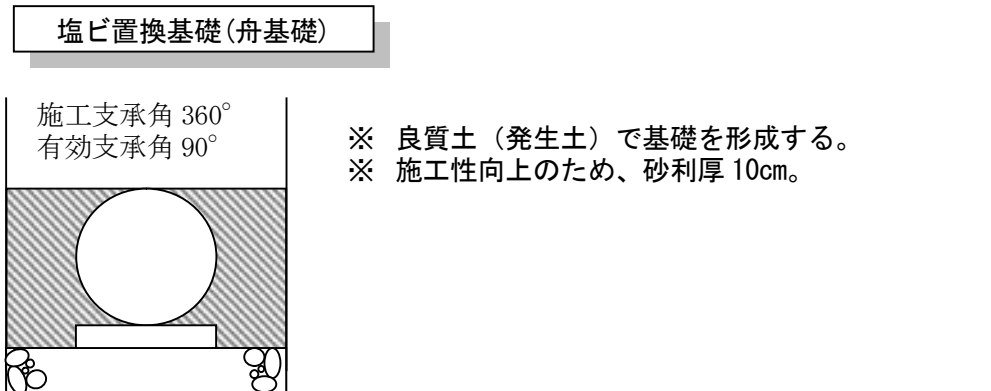 塩ビ置換基礎(舟基礎)
施工支承角 360°
有効支承角 90°
※ 良質土(発生土)で基礎を形成する。
※ 施工性向上のため、砂利厚 10cm。